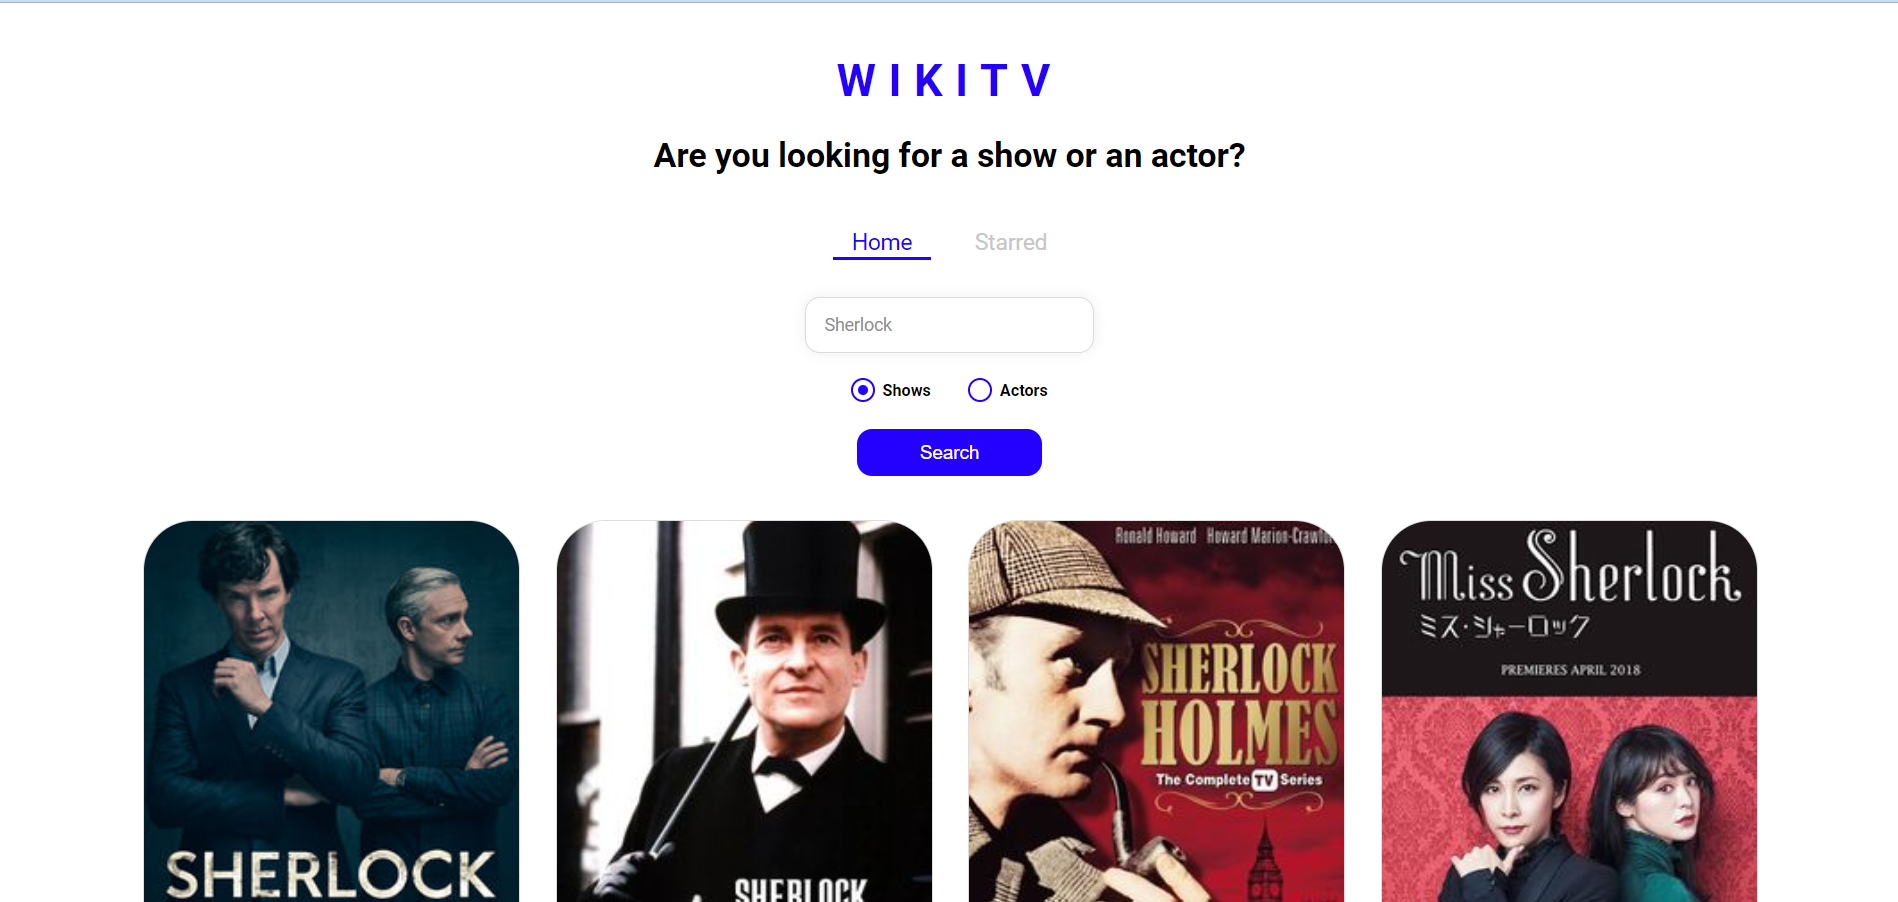 WIKITV
Are you looking for a show or an actor?
Home Starred
Sherlock
Shows Actors
Search
SHERLOCK
SHERLOCK
Ronald Howard Howard Marion-Crawfor
SHERLOCK
HOLMES
The Complete TV Series
Miss Sherlock
ミス・シャーロック
PREMIERES APRIL 2018